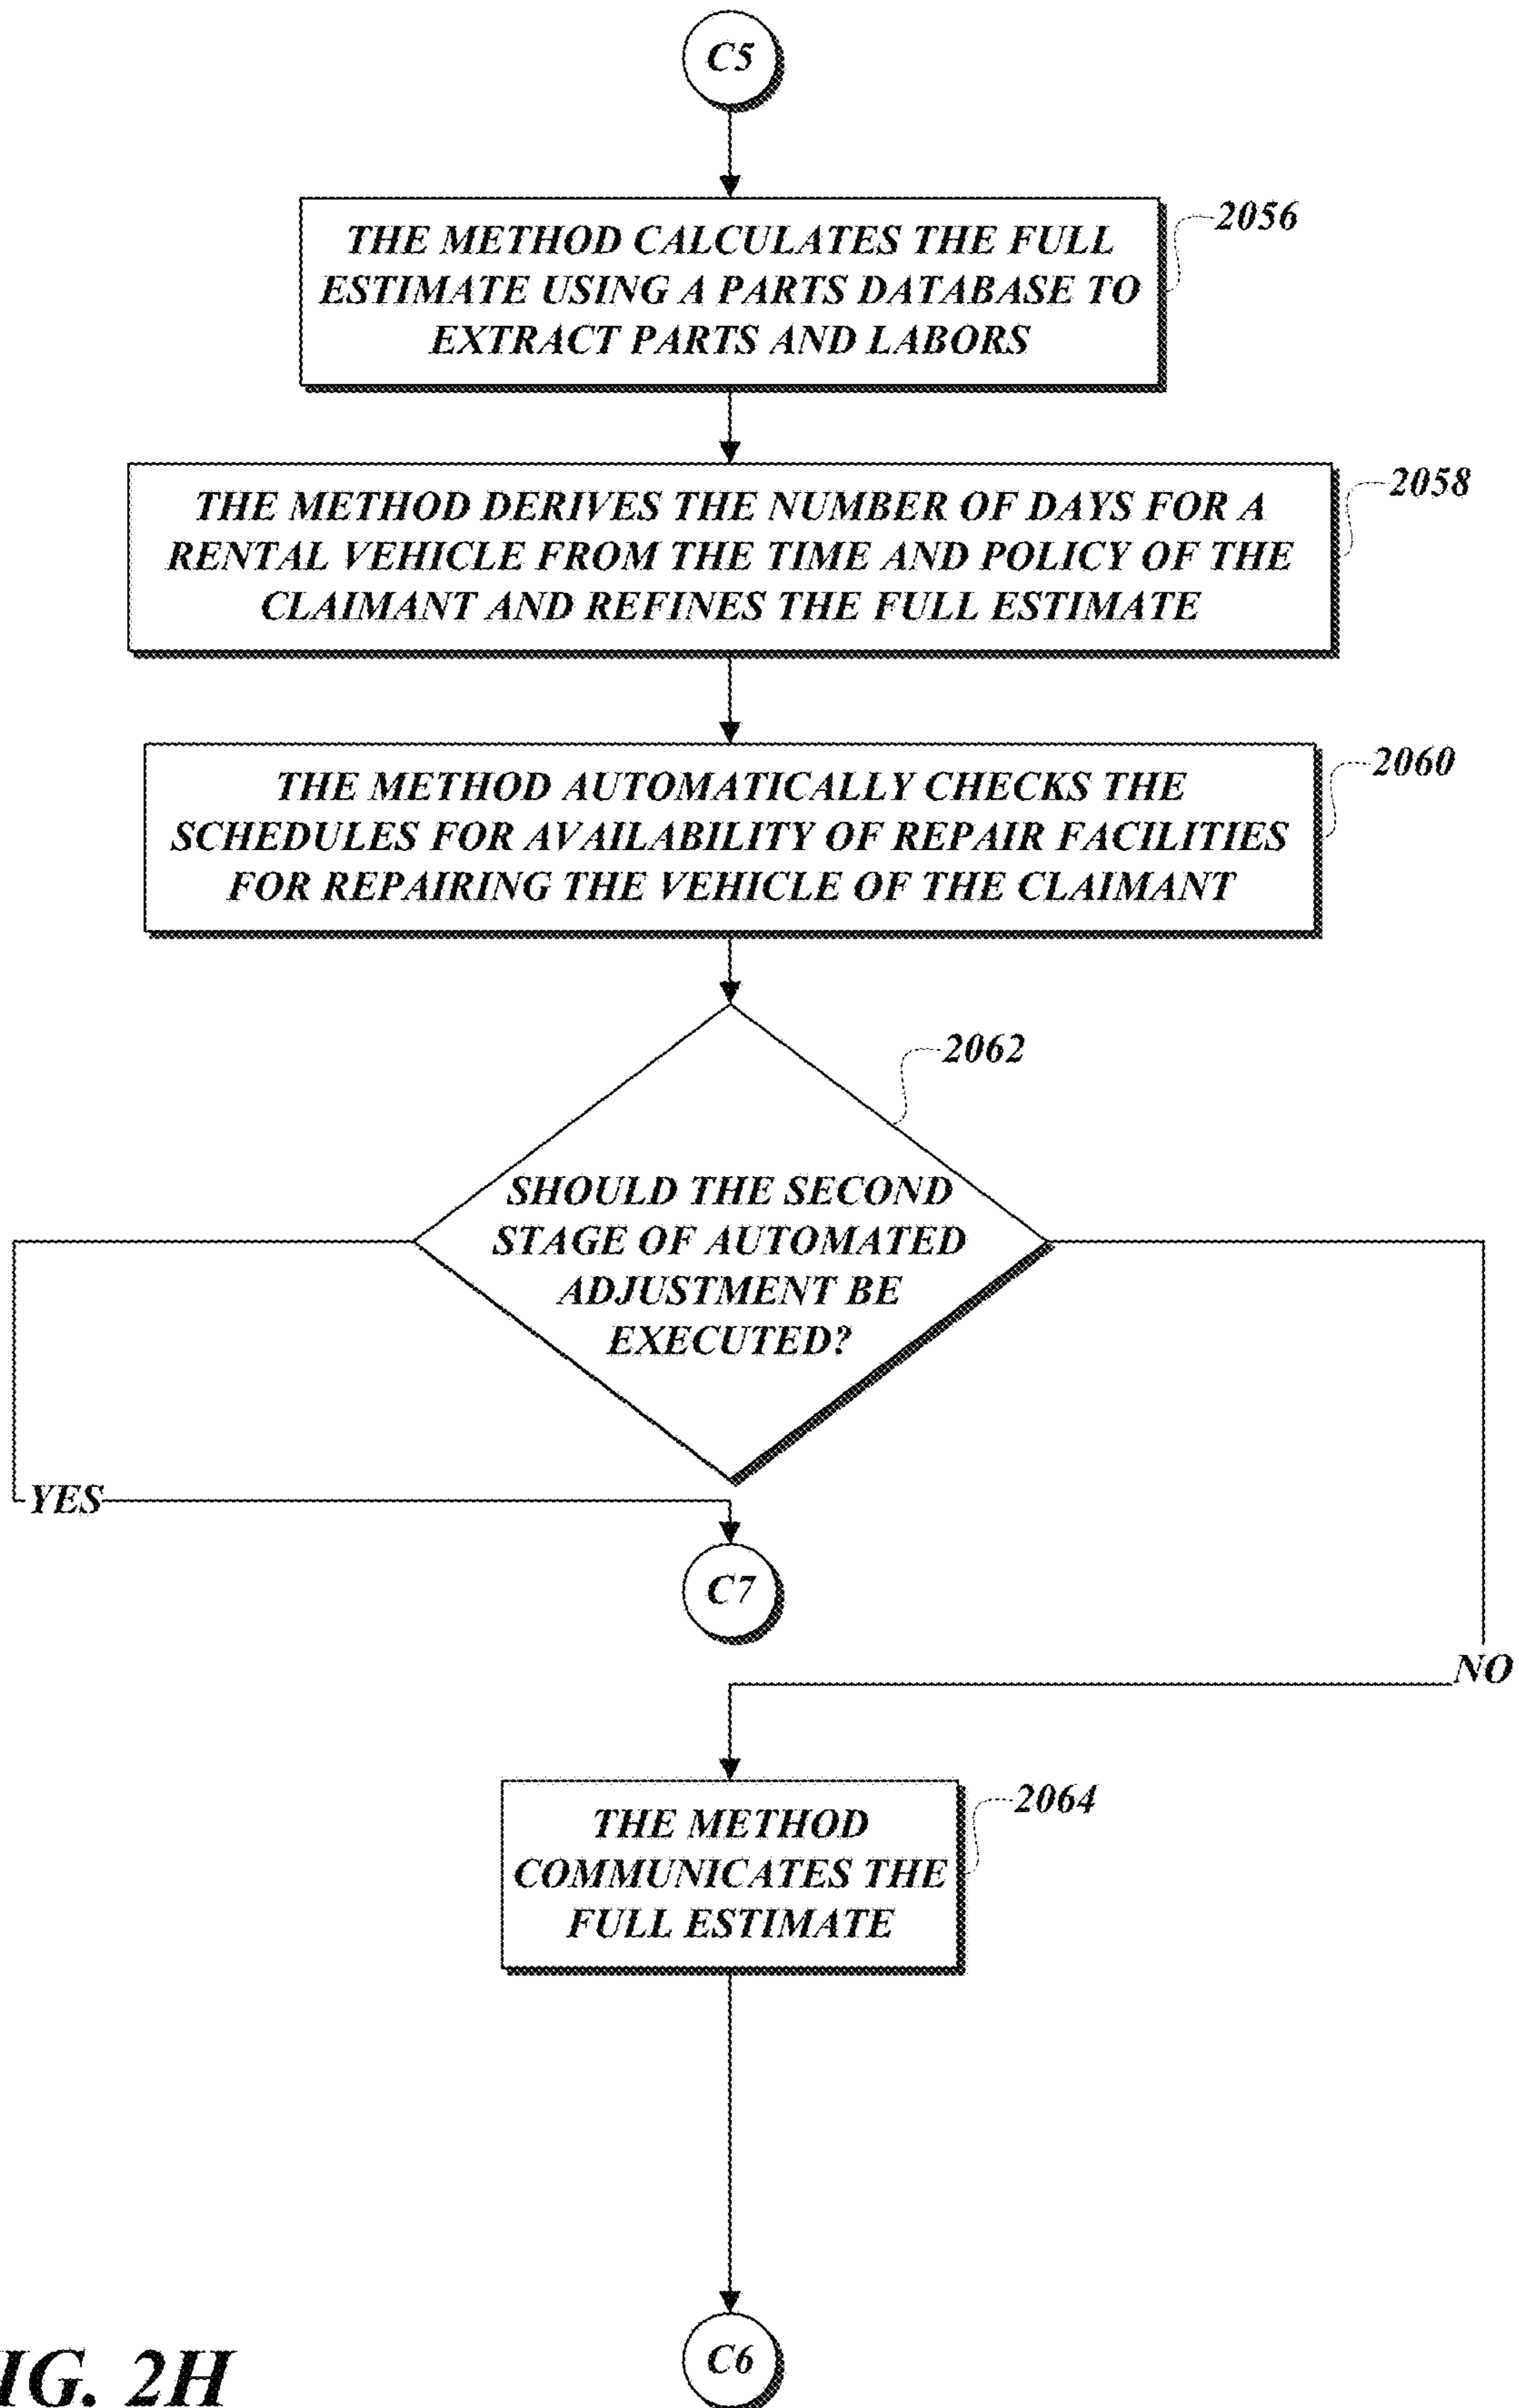 C5
2056
THE METHOD CALCULATES THE FULL
ESTIMATE USING A PARTS DATABASE TO
EXTRACT PARTS AND LABORS
2058
THE METHOD DERIVES THE NUMBER OF DAYS FOR A
RENTAL VEHICLE FROM THE TIME AND POLICY OF THE
CLAIMANT AND REFINES THE FULL ESTIMATE
2060
THE METHOD AUTOMATICALLY CHECKS THE
SCHEDULES FOR AVAILABILITY OF REPAIR FACILITIES
FOR REPAIRING THE VEHICLE OF THE CLAIMANT
2062
SHOULD THE SECOND
STAGE OF AUTOMATED
ADJUSTMENT BE
EXECUTED?
YES
C7
NO
2064
THE METHOD
COMMUNICATES THE
FULL ESTIMATE
C6
IG. 2H